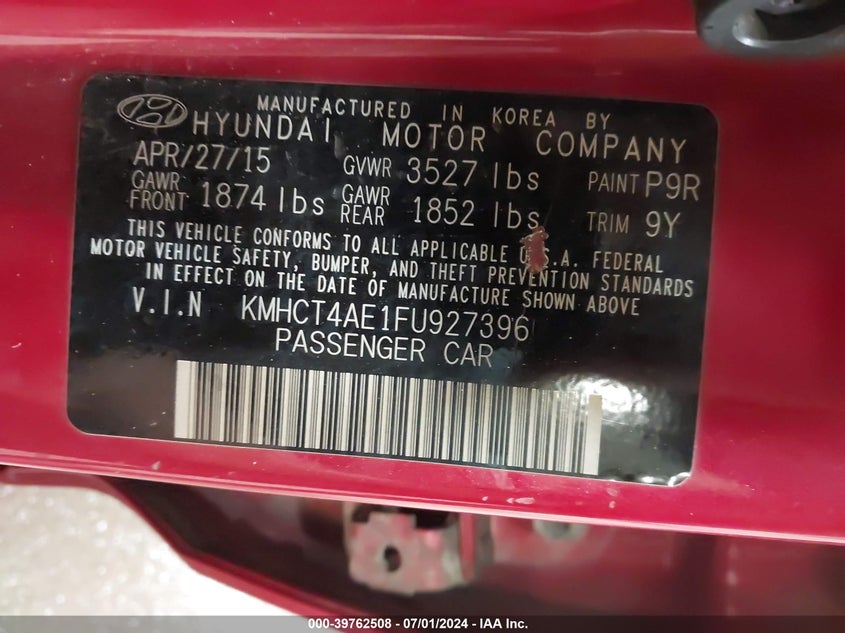 MANUFACTURED IN KOREA BY
HYUNDAI MOTOR COMPANY
APR/27/15 GVWR 3527 lbs PAINT P9R
GAWR FRONT 1874 lbs GAWR REAR 1852 lbs TRIM 9Y
THIS VEHICLE CONFORMS TO ALL APPLICABLE U.S.A. FEDERAL
MOTOR VEHICLE SAFETY, BUMPER, AND THEFT PREVENTION STANDARDS
IN EFFECT ON THE DATE OF MANUFACTURE SHOWN ABOVE
V.I.N KMHCT4AE1FU927396
PASSENGER CAR
000-39762508 - 07/01/2024 - IAA Inc.